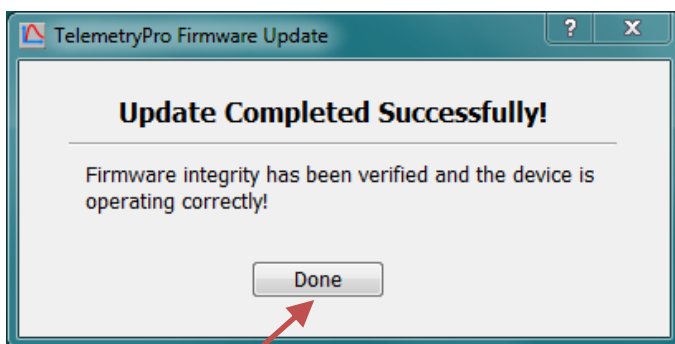 TelemetryPro Firmware Update
? X
Update Completed Successfully!
Firmware integrity has been verified and the device is
operating correctly!
Done